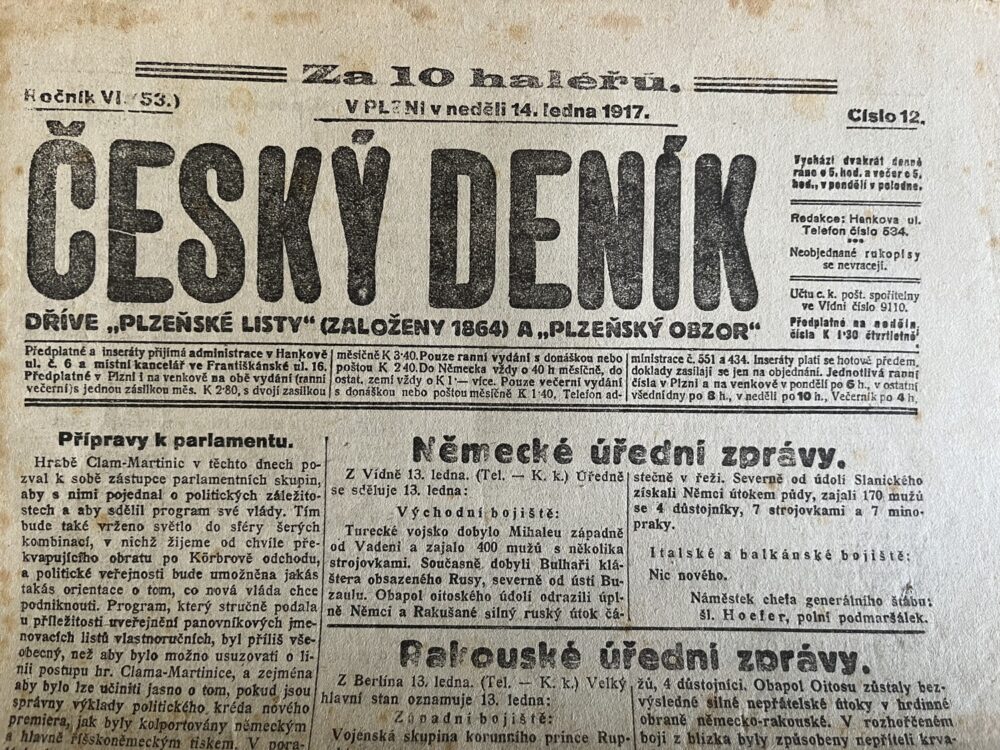 Za 10 haléřů.
Ročník VI. (53.)
V PLZNI v neděli 14. ledna 1917.
Číslo 12.
ČESKÝ DENÍK
DŘÍVE „PLZEŇSKÉ LISTY“ (ZALOŽENY 1864) A „PLZEŇSKÝ OBZOR“
Vychází dvakrát denně
ráno o 5. hod. a večer o 5.
hod., v pondělí v poledne.
Redakce: Hankova ul.
Telefon číslo 534.
Neobjednané rukopisy
se nevracejí.
Účtu c. k. pošt. spořitelny
ve Vídni číslo 9110.
Předplatné na neděln.
čísla K 1·30 čtvrtletně.
Předplatné a inseráty přijímá administrace v Hankově
ul. č. 6 a místní kancelář ve Františkánské ul. 16.
Předplatné v Plzni i na venkově na obě vydání (ranní
večerní) s jednou zásilkou měs. K 2·80, s dvojí zasilkou
měsíčně K 3·40. Pouze ranní vydání s donáškou nebo
poštou K 2·40. Do Německa vždy o 40 h měsíčně, do
ostat. zemí vždy o K 1·— více. Pouze večerní vydání
s donáškou nebo poštou měsíčně K 1·40, Telefon ad-
ministrace č. 551 a 434. Inseráty platí se hotově předem,
doklady zasílají se jen na objednání. Jednotlivá ranní
čísla v Plzni a na venkově v pondělí po 6 h, v ostatní
všední dny po 8 h, v neděli po 10 h, Večerník po 4 h.
Přípravy k parlamentu.
Hrabě Clam-Martinic v těchto dnech po-
zval k sobě zástupce parlamentních skupin,
aby s nimi pojednal o politických záležito-
stech a aby sdělil program své vlády. Tím
bude také vrženo světlo do sféry šerých
kombinací, v nichž žijeme od chvíle pře-
kvapujícího obratu po Körbrově odchodu,
a politické veřejnosti bude umožněna jakás
takás orientace o tom, co nová vláda chce
podniknouti. Program, který stručně podala
u příležitosti uveřejnění panovníkových jme-
novacích listů vlastnoručních, byl příliš vše-
obecný, než aby bylo možno usuzovati o li-
nii postupu hr. Clama-Martinice, a zejména
aby bylo lze učiniti jasno o tom, pokud jsou
správny výklady politického kréda nového
premiera, jak byly kolportovány německým
a hlavně říšskoněmeckým tiskem. V pora-
Německé úřední zprávy.
Z Vídně 13. ledna. (Tel. — K. k.) Úředně
se sděluje 13. ledna:
Východní bojiště:
Turecké vojsko dobylo Mihaleu západně
od Vadeni a zajalo 400 mužů s několika
strojovkami. Současně dobyli Bulhaři klá-
štera obsazeného Rusy, severně od ústí Bu-
zaulu. Obapol oitoského údolí odrazili úpl-
ně Němci a Rakušané silný ruský útok čá-
stečně v řeži. Severně od údolí Slanického
získali Němci útokem půdy, zajali 170 mužů
se 4 důstojníky, 7 strojovkami a 7 mino-
praky.
Italské a balkánské bojiště:
Nic nového.
Náměstek chefa generálního štábu:
šl. Hoefer, polní podmaršálek.
Rakouské úřední zprávy.
Z Berlína 13. ledna. (Tel. — K. k.) Velký
hlavní stan oznamuje 13. ledna:
Západní bojiště:
Vojenská skupina korunního prince Rup-
žů, 4 důstojníci. Obapol Oitosu zůstaly bez-
výsledné silné nepřátelské útoky v hrdinné
obraně německo-rakouské. V rozhořčeném
boji z blízka byly způsobeny nepříteli krva-